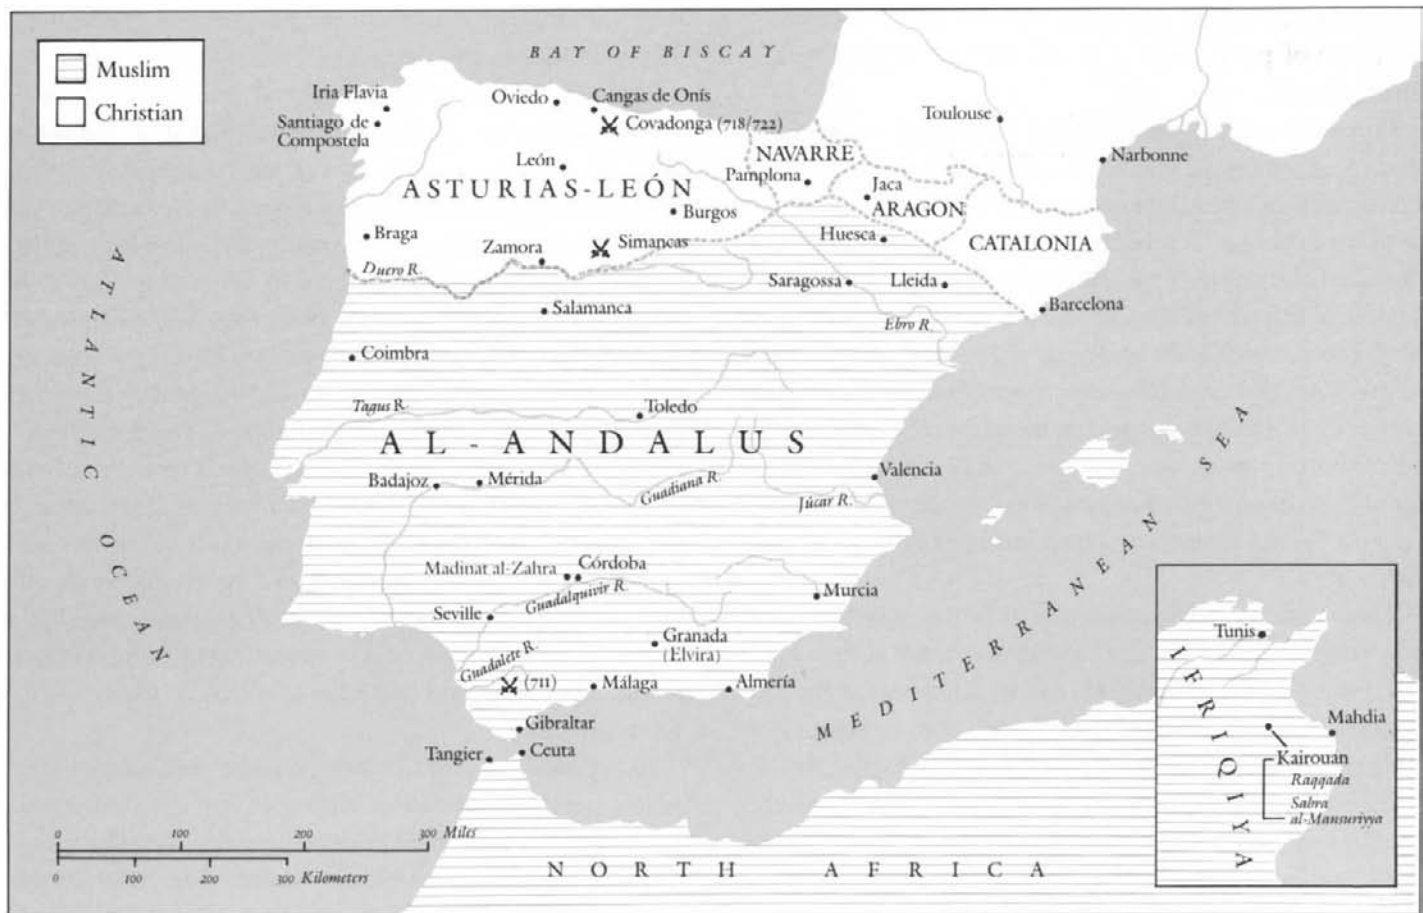 Muslim
Christian
BAY OF BISCAY
Iria Flavia
Santiago de
Compostela
Oviedo
Cangas de Onís
Covadonga (718/722)
Toulouse
Narbonne
León
NAVARRE
Pamplona
Jaca
ASTURIAS-LEÓN
ARAGON
Burgos
Huesca
CATALONIA
Braga
Zamora
Simancas
Duero R.
Saragossa
Lleida
Barcelona
Salamanca
Ebro R.
Coimbra
Tagus R.
Toledo
AL-ANDALUS
Badajoz
Mérida
Guadiana R.
Valencia
Júcar R.
ATLANTIC OCEAN
MEDITERRANEAN SEA
Madinat al-Zahra
Córdoba
Guadalquivir R.
Seville
Murcia
Granada
(Elvira)
Guadalete R.
(711)
Málaga
Almería
Gibraltar
Tangier
Ceuta
NORTH AFRICA
0 100 200 300 Miles
0 100 200 300 Kilometers
Tunis
IFRIQIYA
Mahdia
Kairouan
Raqqada
Sabra
al-Mansuriyya